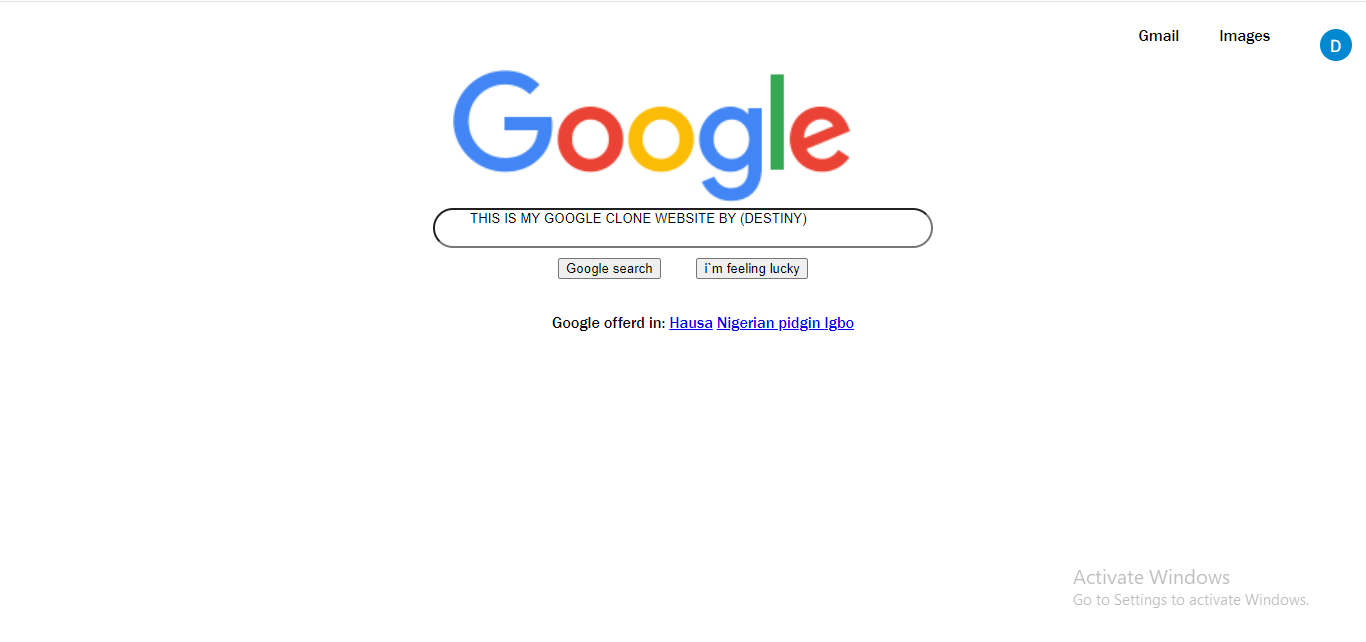 Gmail Images
D
Google
THIS IS MY GOOGLE CLONE WEBSITE BY (DESTINY)
Google search i`m feeling lucky
Google offerd in: Hausa Nigerian pidgin Igbo
Activate Windows
Go to Settings to activate Windows.